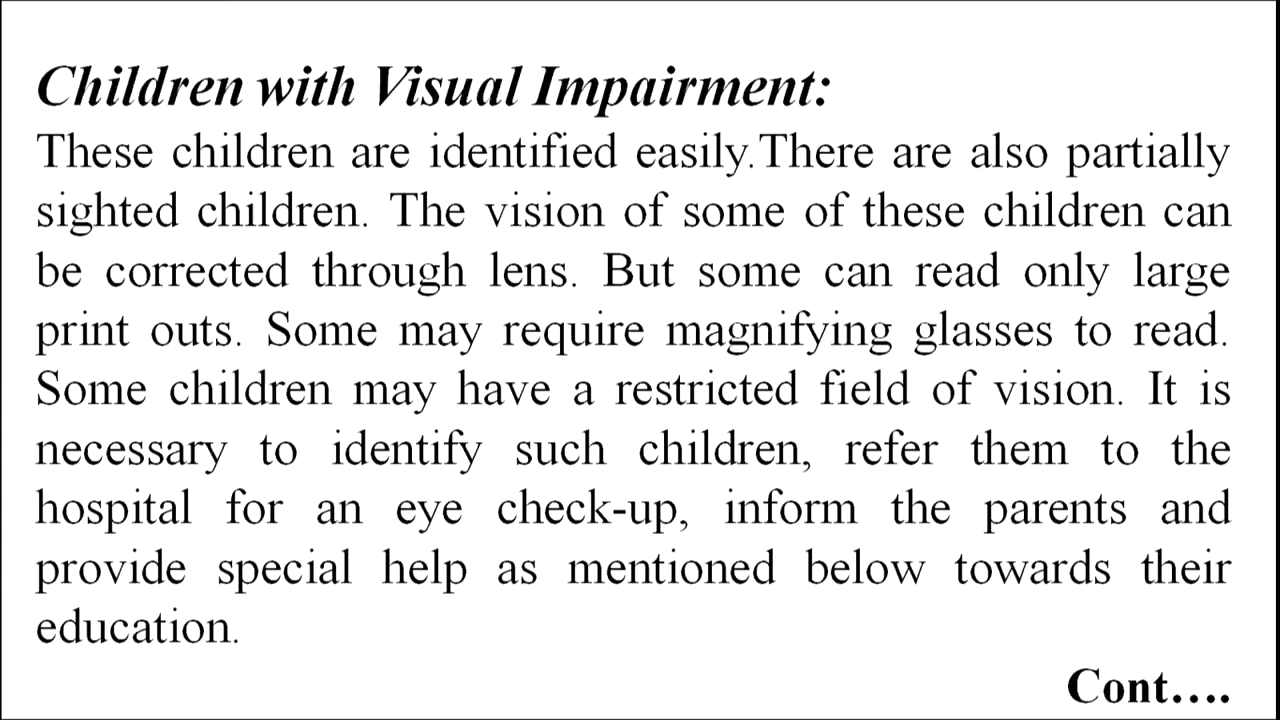 Children with Visual Impairment:
These children are identified easily.There are also partially
sighted children. The vision of some of these children can
be corrected through lens. But some can read only large
print outs. Some may require magnifying glasses to read.
Some children may have a restricted field of vision. It is
necessary to identify such children, refer them to the
hospital for an eye check-up, inform the parents and
provide special help as mentioned below towards their
education.
Cont….